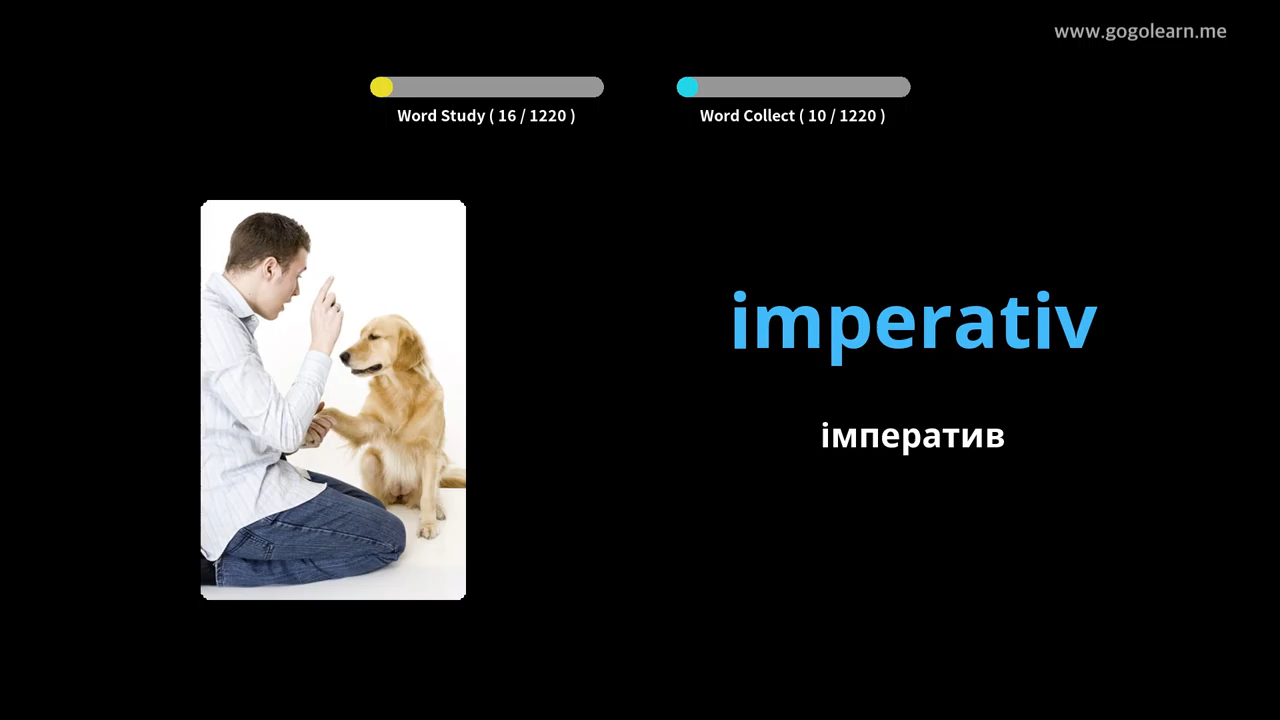 www.gogolearn.me
Word Study ( 16 / 1220 )
Word Collect ( 10 / 1220 )
imperativ
імператив